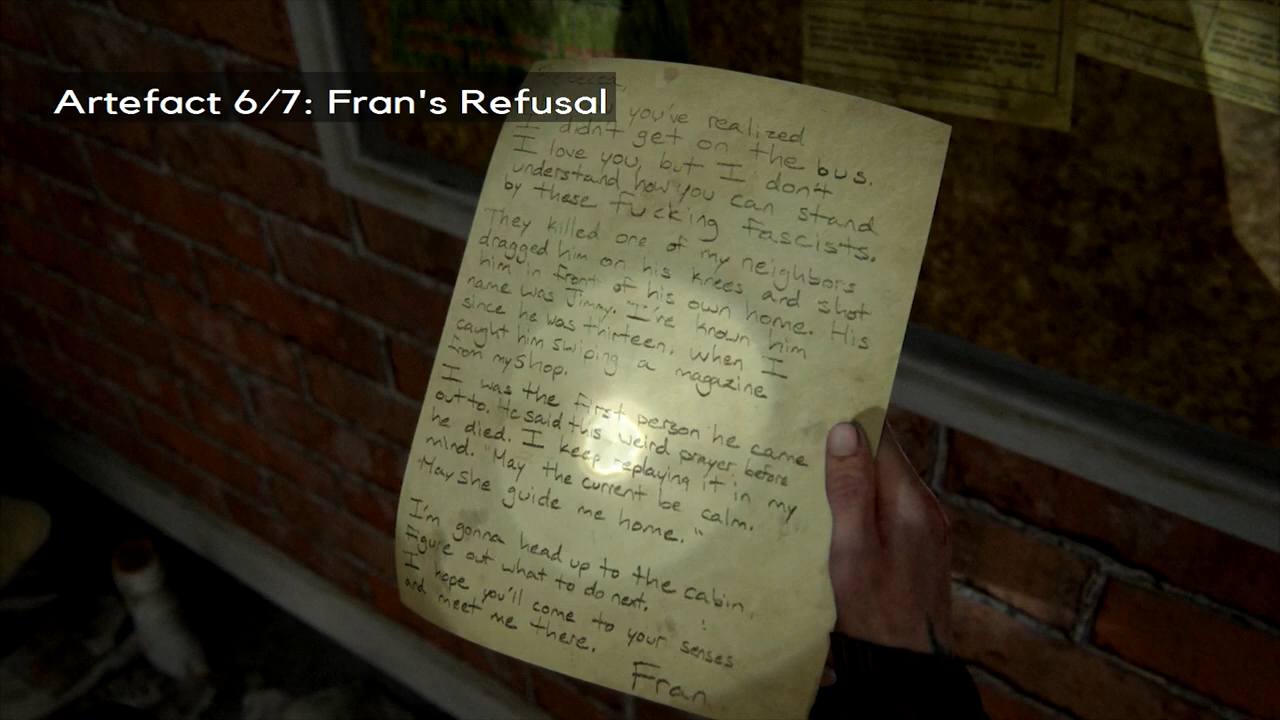 Artefact 6/7: Fran's Refusal
you've realized
I didn't get on the bus.
I love you, but I don't
understand how you can stand
by these fucking fascists.
They killed one of my neighbors
dragged him on his knees and shot
him in front of his own home. His
name was Jimmy. I've known him
since he was thirteen. When I
caught him swiping a magazine
from my shop.
I was the first person he came
out to. He said this weird prayer before
he died. I keep replaying it in my
mind. "May the current be calm.
May she guide me home."
I'm gonna head up to the cabin,
figure out what to do next.
I hope you'll come to your senses
and meet me there.
Fran